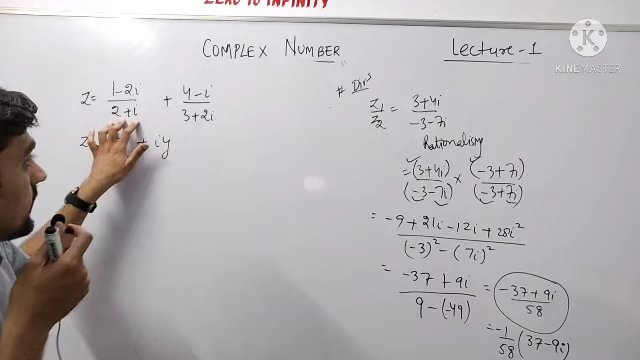 ZERO TO INFINITY
COMPLEX NUMBER
Lecture-1
KINEMASTER
z = (1-2i)/(2+i) + (4-i)/(3+2i)
z + iy
# Div^s
z₁/z₂ = (3+4i)/(-3-7i)
Rationalising
= (3+4i)/(-3-7i) × (-3+7i)/(-3+7i)
= (-9+21i-12i+28i²)/((-3)²-(7i)²)
= (-37+9i)/(9-(-49)) = (-37+9i)/58
= -1/58 (37-9i)